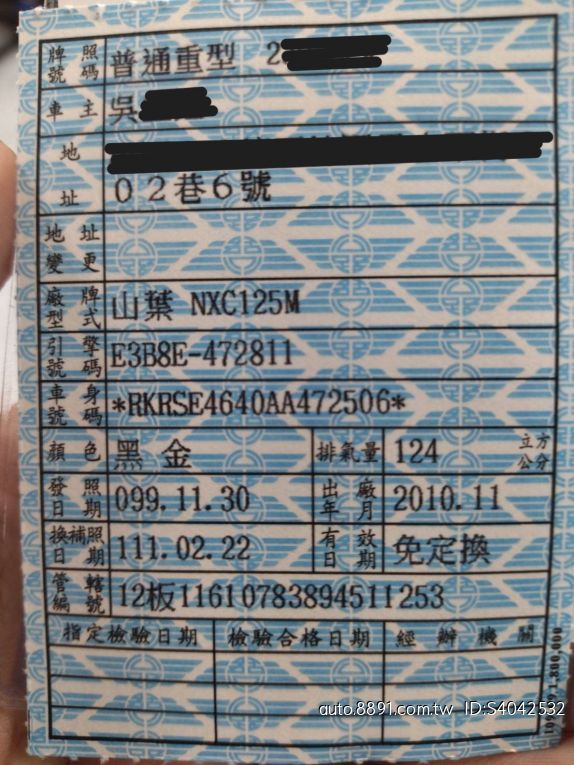 牌照號碼 普通重型 2
車主 吳
地址
02巷6號
地址變更
廠牌型式 山葉 NXC125M
引擎號碼 E3B8E-472811
車身號碼 *RKRSE4640AA472506*
顏色 黑 金 排氣量 124 立方公分
發照日期 099.11.30 出廠年月 2010.11
換補照日期 111.02.22 有效日期 免定換
管轄編號 12板11610783894511253
指定檢驗日期 檢驗合格日期 經辦機關
auto.8891.com.tw ID:S4042532